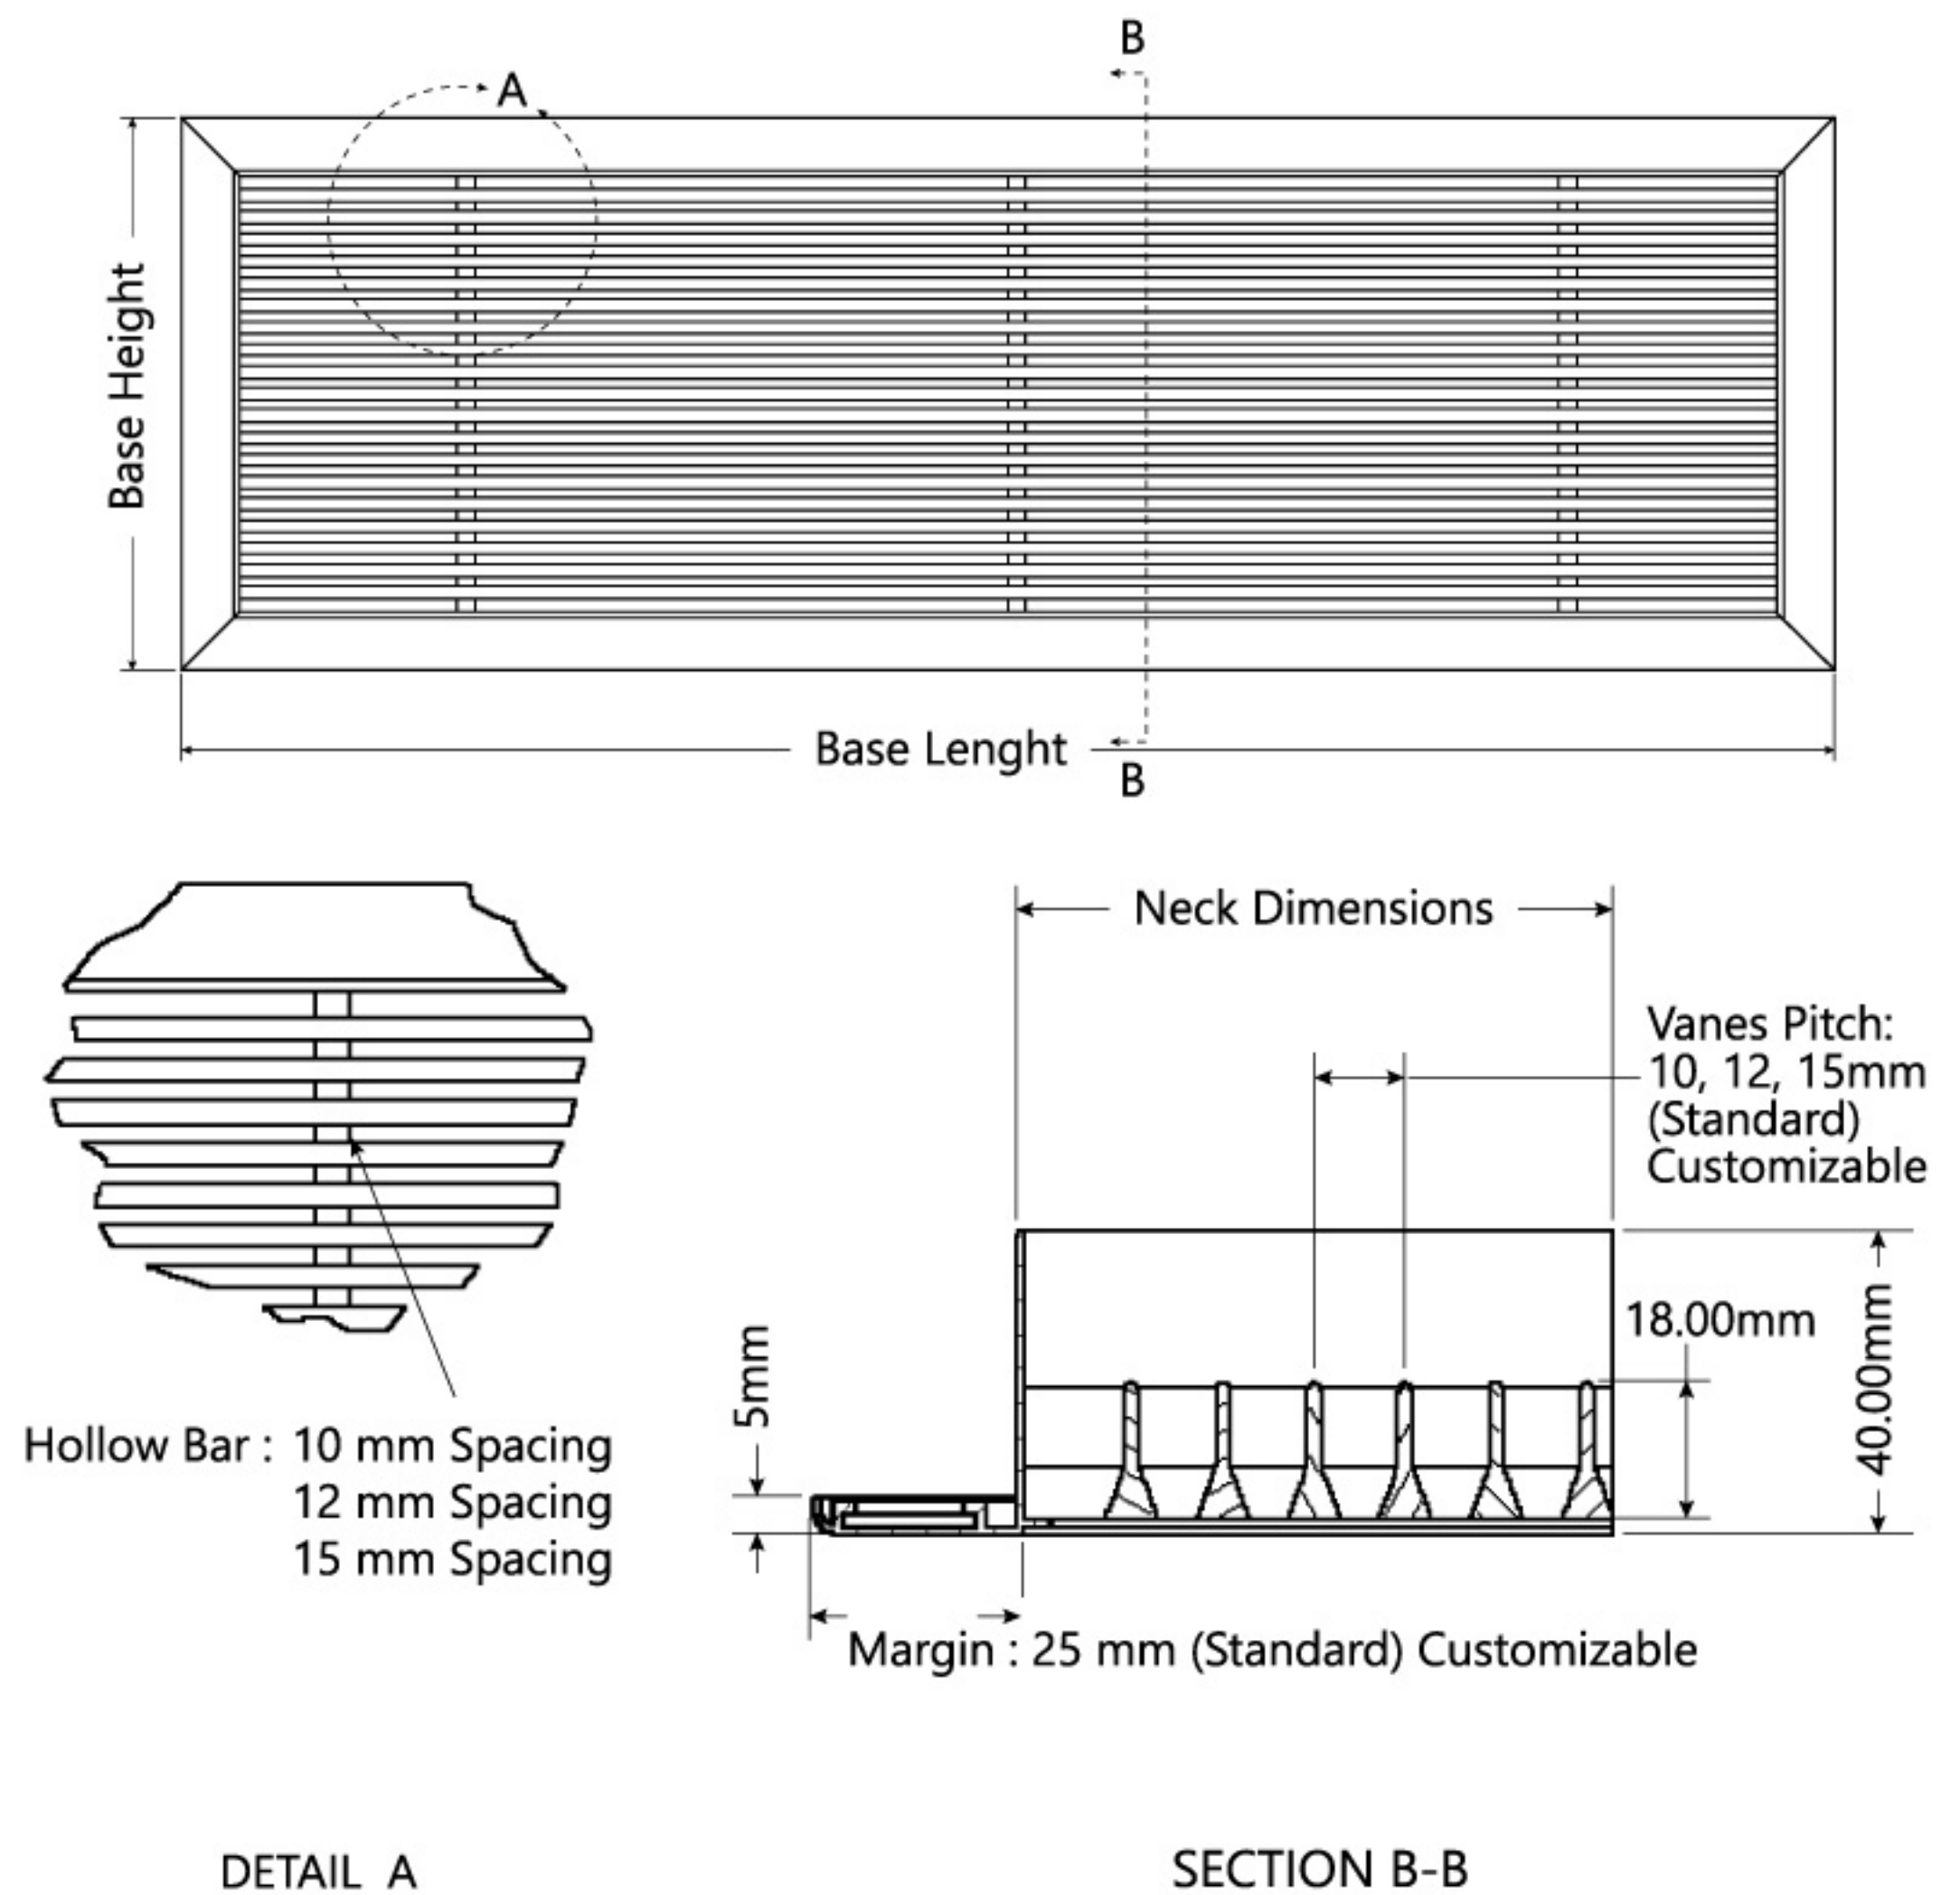 B
A
Base Height
Base Lenght
B
Neck Dimensions
Vanes Pitch:
10, 12, 15mm
(Standard)
Customizable
18.00mm
40.00mm
5mm
Hollow Bar : 10 mm Spacing
12 mm Spacing
15 mm Spacing
Margin : 25 mm (Standard) Customizable
DETAIL A
SECTION B-B